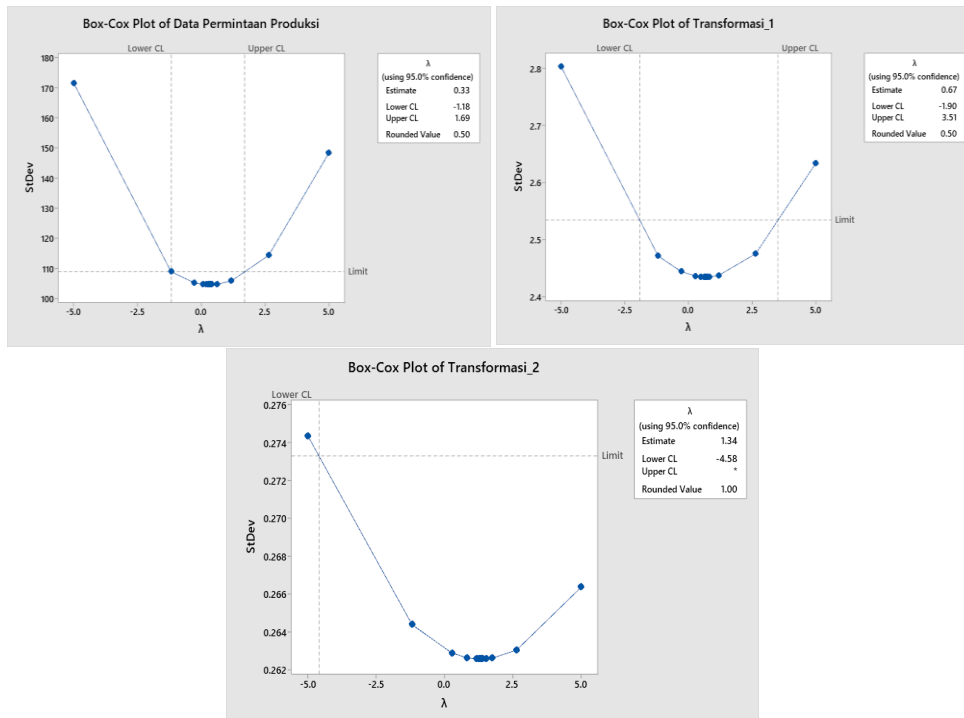 Box-Cox Plot of Data Permintaan Produksi
Lower CL
Upper CL
180
170
160
150
140
130
120
110
100
StDev
Limit
-5.0
-2.5
0.0
2.5
5.0
λ
λ
(using 95.0% confidence)
Estimate 0.33
Lower CL -1.18
Upper CL 1.69
Rounded Value 0.50
Box-Cox Plot of Transformasi_1
Lower CL
Upper CL
2.8
2.7
2.6
2.5
2.4
StDev
Limit
-5.0
-2.5
0.0
2.5
5.0
λ
λ
(using 95.0% confidence)
Estimate 0.67
Lower CL -1.90
Upper CL 3.51
Rounded Value 0.50
Box-Cox Plot of Transformasi_2
Lower CL
0.276
0.274
0.272
0.270
0.268
0.266
0.264
0.262
StDev
Limit
-5.0
-2.5
0.0
2.5
5.0
λ
λ
(using 95.0% confidence)
Estimate 1.34
Lower CL -4.58
Upper CL *
Rounded Value 1.00